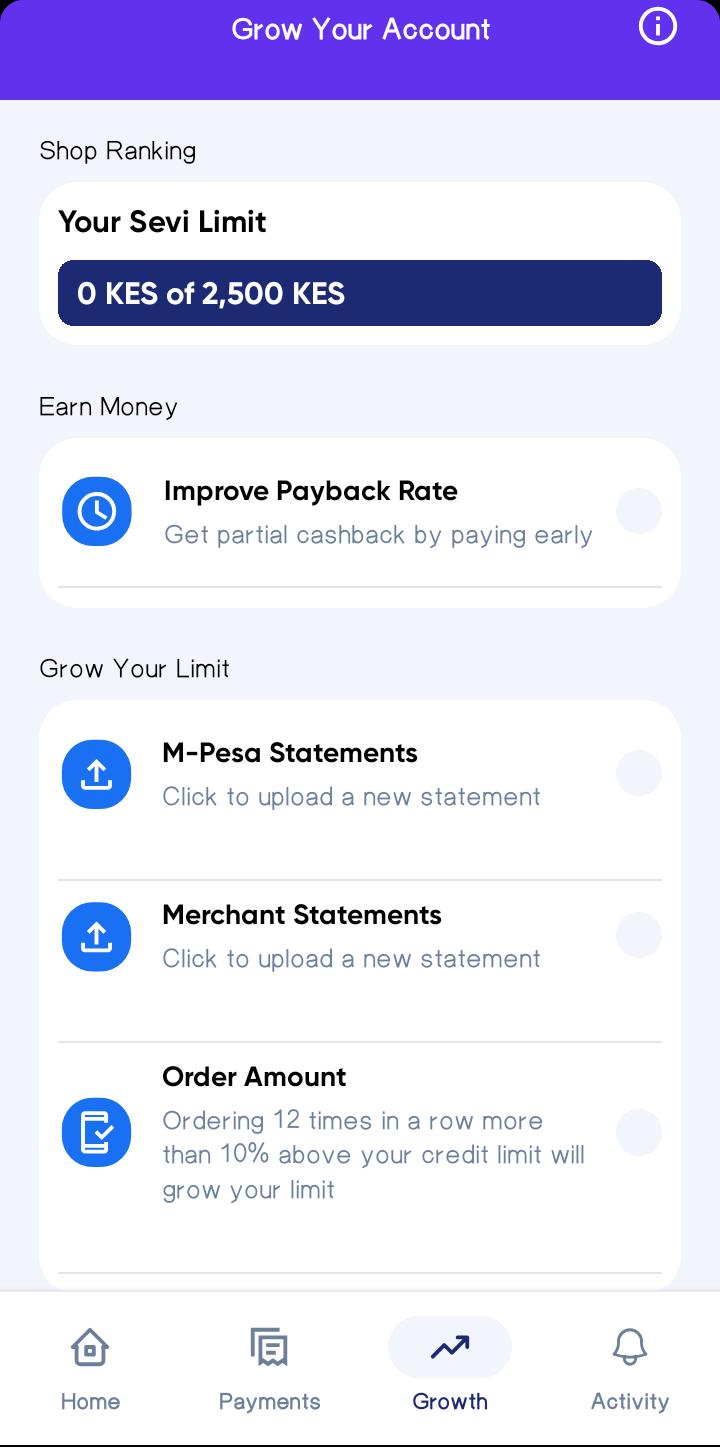 Grow Your Account
Shop Ranking
Your Sevi Limit
0 KES of 2,500 KES
Earn Money
Improve Payback Rate
Get partial cashback by paying early
Grow Your Limit
M-Pesa Statements
Click to upload a new statement
Merchant Statements
Click to upload a new statement
Order Amount
Ordering 12 times in a row more
than 10% above your credit limit will
grow your limit
Home
Payments
Growth
Activity